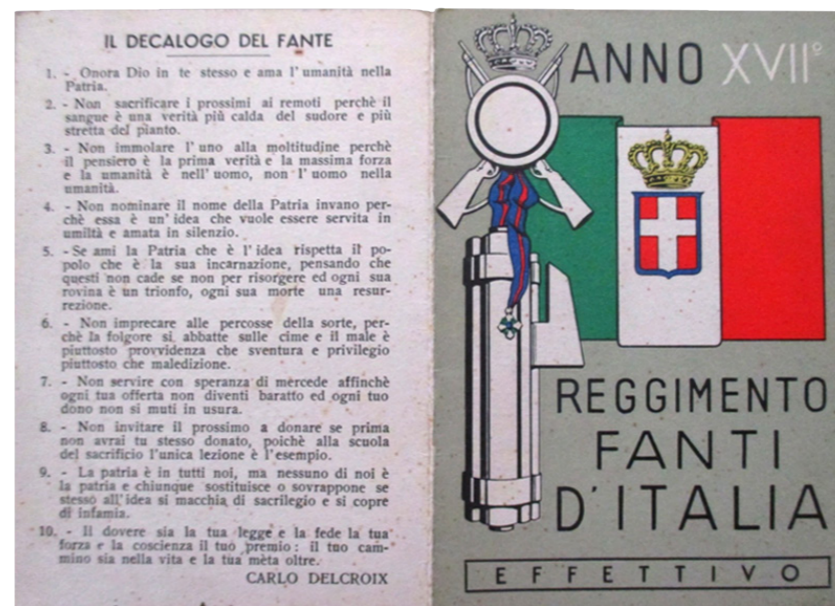 IL DECALOGO DEL FANTE
1. - Onora Dio in te stesso e ama l'umanità nella
Patria.
2. - Non sacrificare i prossimi ai remoti perchè il
sangue è una verità più calda del sudore e più
stretta del pianto.
3. - Non immolare l'uno alla moltitudine perchè
il pensiero è la prima verità e la massima forza
e la umanità è nell'uomo, non l'uomo nella
umanità.
4. - Non nominare il nome della Patria invano per-
chè essa è un'idea che vuole essere servita in
umiltà e amata in silenzio.
5. - Se ami la Patria che è l'idea rispetta il po-
polo che è la sua incarnazione, pensando che
questi non cade se non per risorgere ed ogni sua
rovina è un trionfo, ogni sua morte una resur-
rezione.
6. - Non imprecare alle percosse della sorte, per-
chè la folgore si abbatte sulle cime e il male è
piuttosto provvidenza che sventura e privilegio
piuttosto che maledizione.
7. - Non servire con speranza di mercede affinchè
ogni tua offerta non diventi baratto ed ogni tuo
dono non si muti in usura.
8. - Non invitare il prossimo a donare se prima
non avrai tu stesso donato, poichè alla scuola
del sacrificio l'unica lezione è l'esempio.
9. - La patria è in tutti noi, ma nessuno di noi è
la patria e chiunque sostituisce o sovrappone se
stesso all'idea si macchia di sacrilegio e si copre
di infamia.
10. - Il dovere sia la tua legge e la fede la tua
forza e la coscienza il tuo premio: il tuo cam-
mino sia nella vita e la tua mèta oltre.
CARLO DELCROIX
ANNO XVII°
REGGIMENTO
FANTI
D'ITALIA
EFFETTIVO